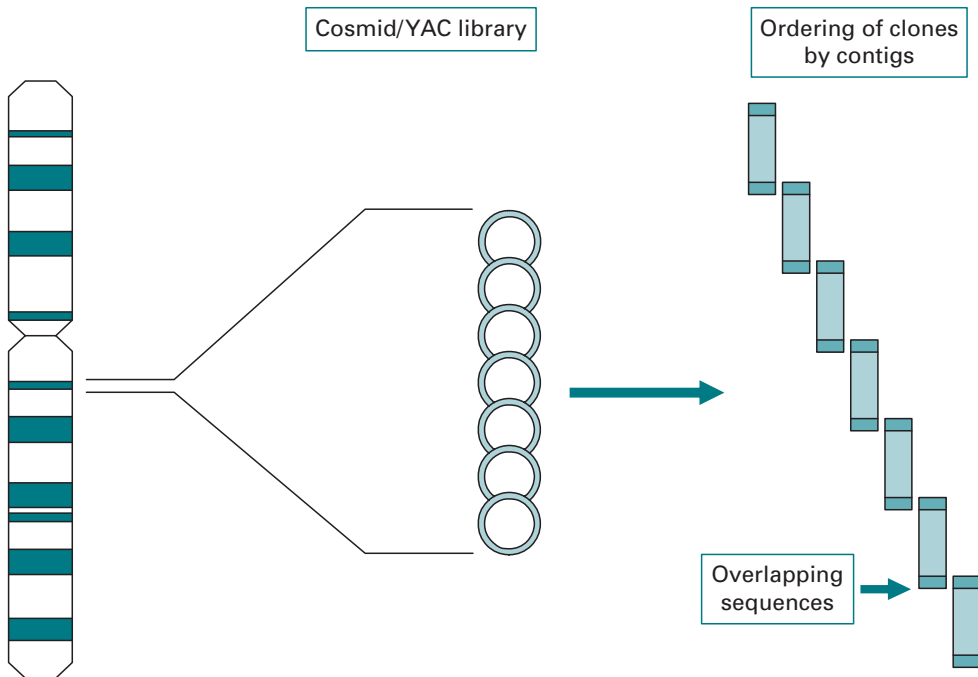 Cosmid/YAC library
Ordering of clones
by contigs
Overlapping
sequences